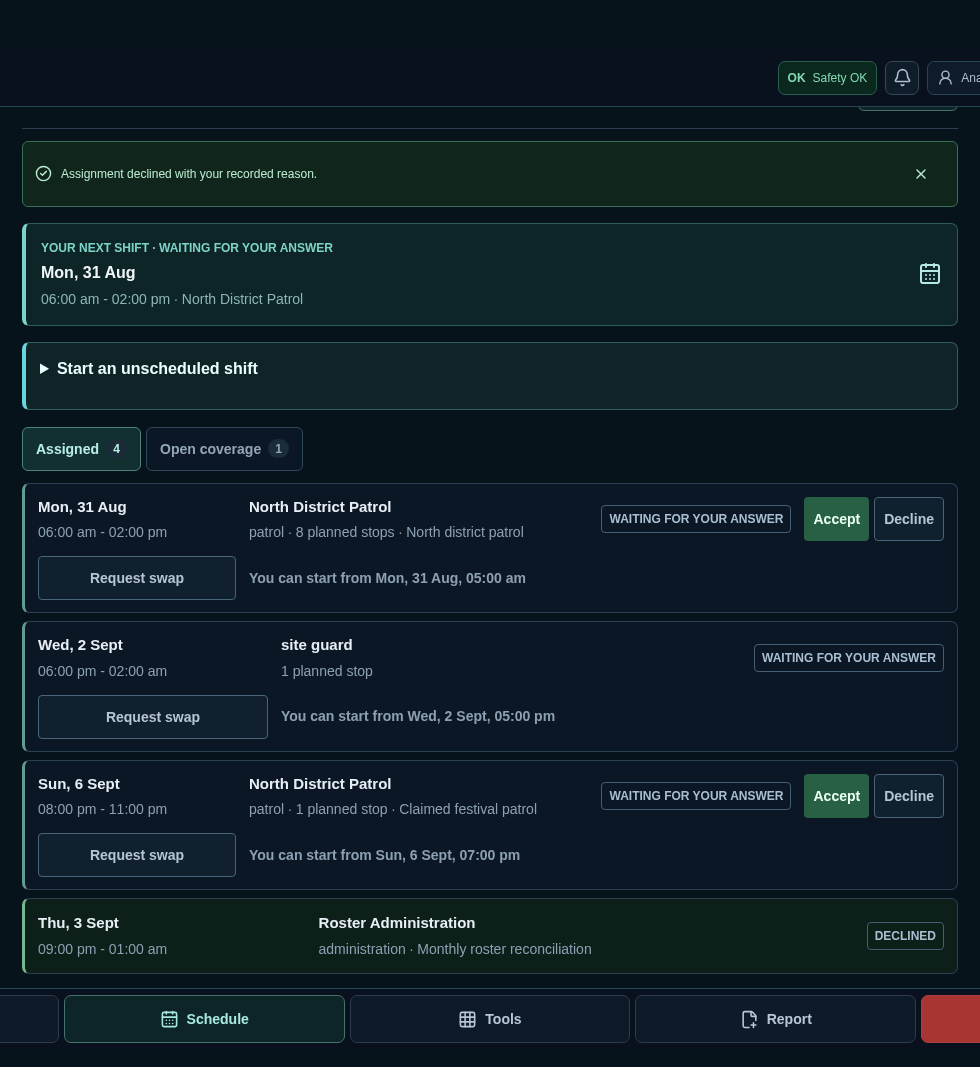 OK Safety OK
Assignment declined with your recorded reason.
YOUR NEXT SHIFT · WAITING FOR YOUR ANSWER
Mon, 31 Aug
06:00 am - 02:00 pm · North District Patrol
Start an unscheduled shift
Assigned 4
Open coverage 1
Mon, 31 Aug
06:00 am - 02:00 pm
North District Patrol
patrol · 8 planned stops · North district patrol
WAITING FOR YOUR ANSWER
Accept
Decline
Request swap
You can start from Mon, 31 Aug, 05:00 am
Wed, 2 Sept
06:00 pm - 02:00 am
site guard
1 planned stop
WAITING FOR YOUR ANSWER
Request swap
You can start from Wed, 2 Sept, 05:00 pm
Sun, 6 Sept
08:00 pm - 11:00 pm
North District Patrol
patrol · 1 planned stop · Claimed festival patrol
WAITING FOR YOUR ANSWER
Accept
Decline
Request swap
You can start from Sun, 6 Sept, 07:00 pm
Thu, 3 Sept
09:00 pm - 01:00 am
Roster Administration
administration · Monthly roster reconciliation
DECLINED
Schedule
Tools
Report